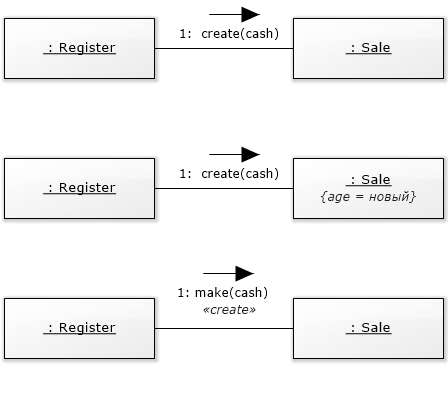 1: create(cash)
: Register
: Sale
1: create(cash)
: Register
: Sale
{age = новый}
1: make(cash)
«create»
: Register
: Sale